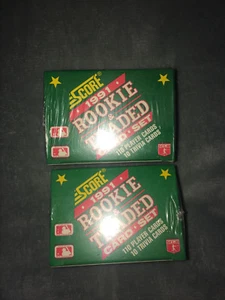 SCORE
1991
ROOKIE
TRADED
CARD • SET
110 PLAYER CARDS
10 TRIVIA CARDS
SCORE
1991
ROOKIE
TRADED
CARD • SET
110 PLAYER CARDS
10 TRIVIA CARDS